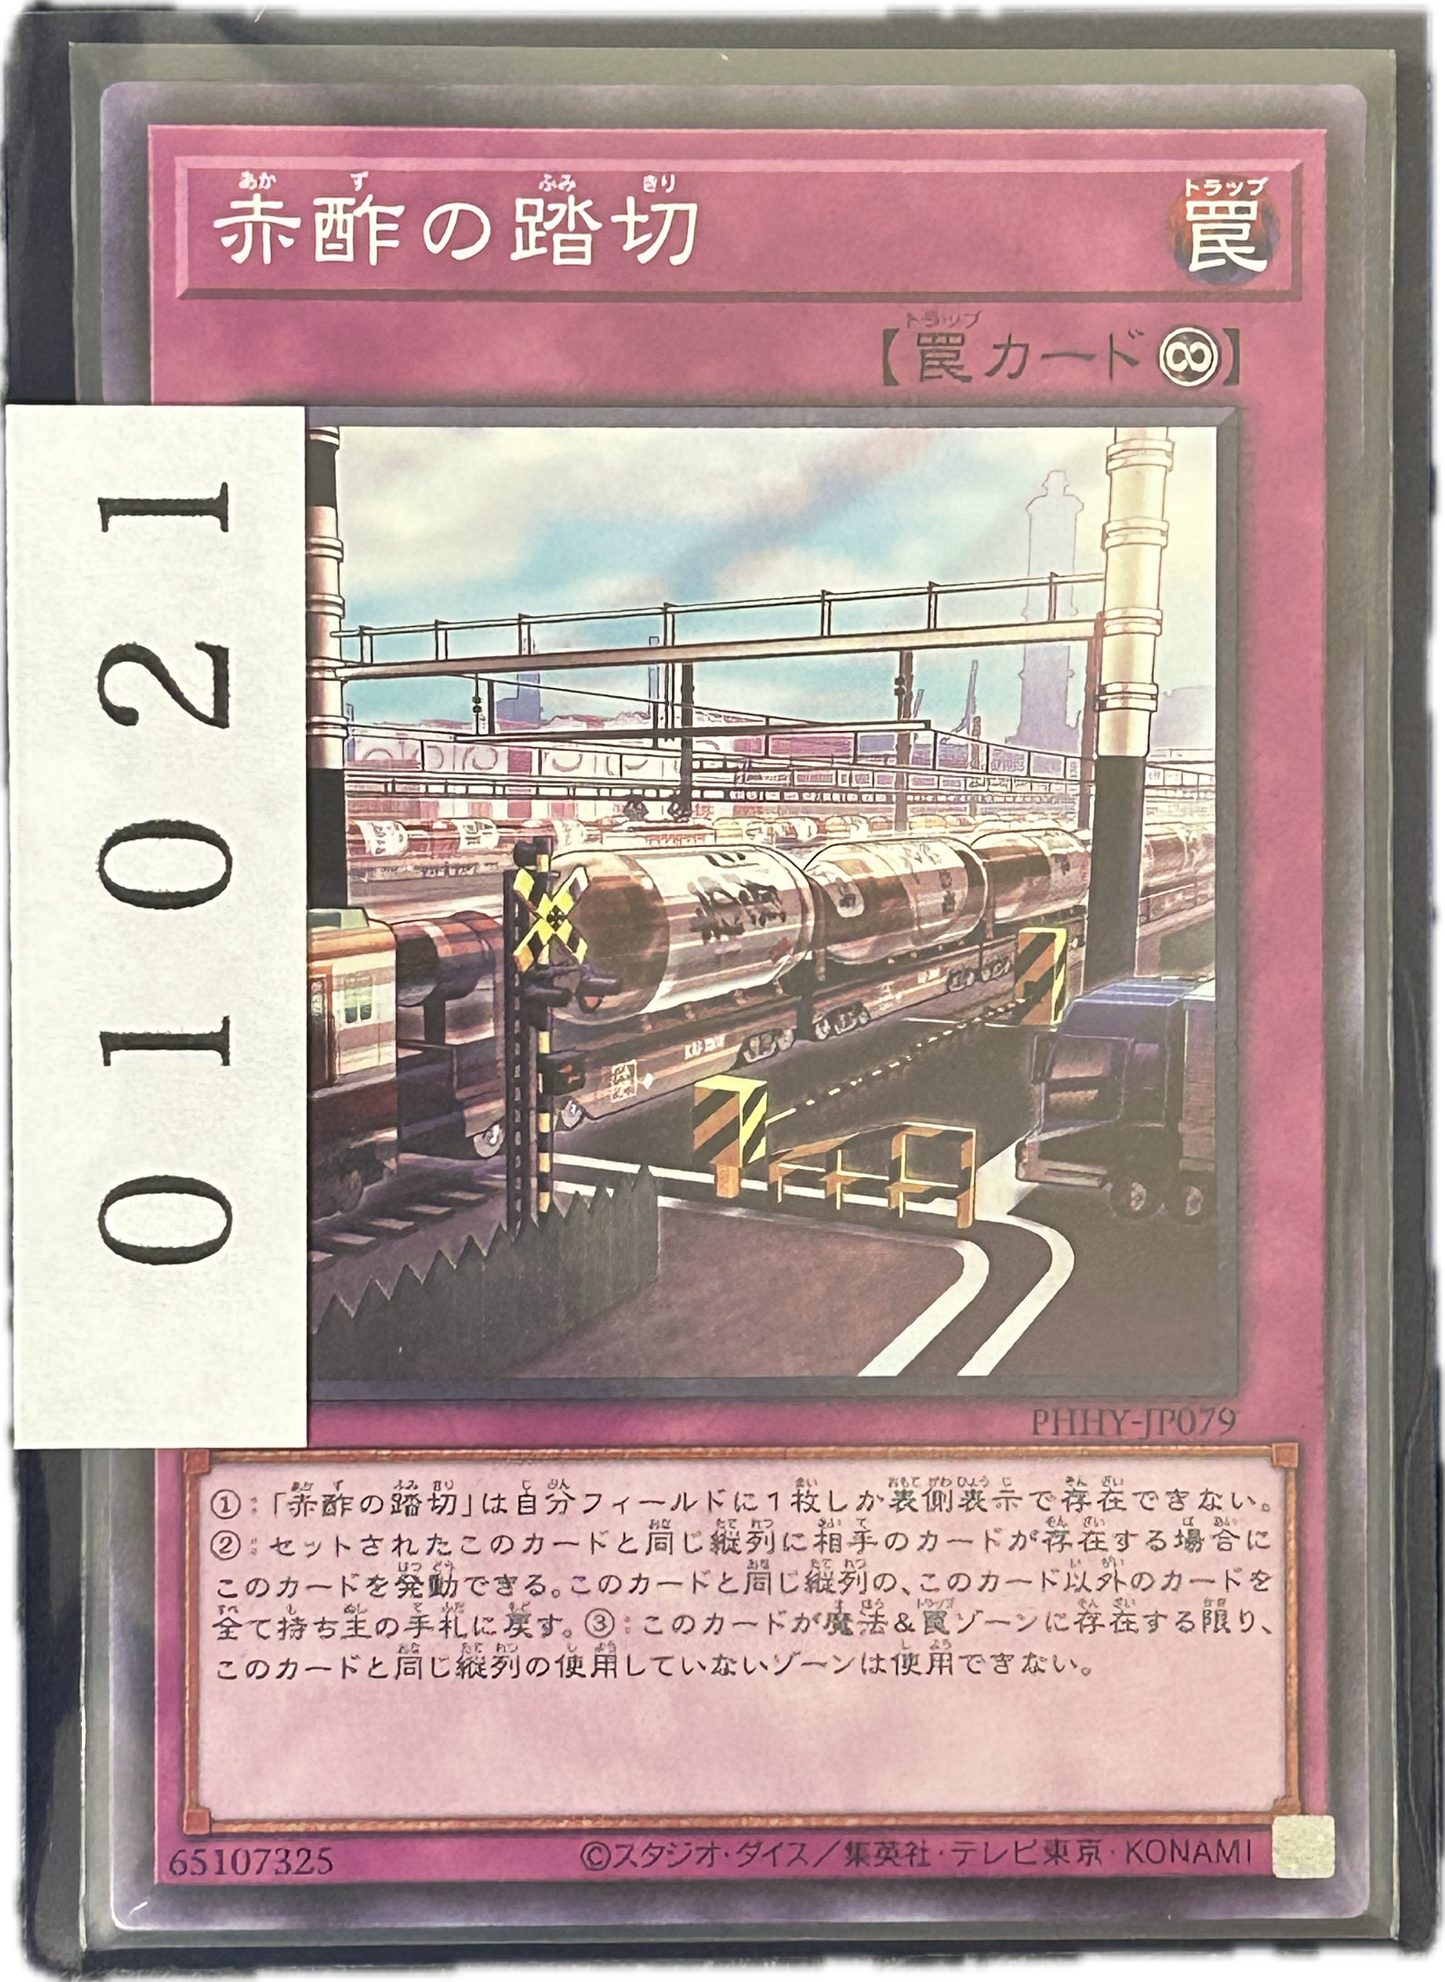 赤酢の踏切
罠
【罠カード】
01021
PHHY-JP079
①：「赤酢の踏切」は自分フィールドに1枚しか表側表示で存在できない。
②：セットされたこのカードと同じ縦列に相手のカードが存在する場合に
このカードを発動できる。このカードと同じ縦列の、このカード以外のカードを
全て持ち主の手札に戻す。③：このカードが魔法＆罠ゾーンに存在する限り、
このカードと同じ縦列の使用していないゾーンは使用できない。
65107325
©スタジオ・ダイス／集英社・テレビ東京・KONAMI